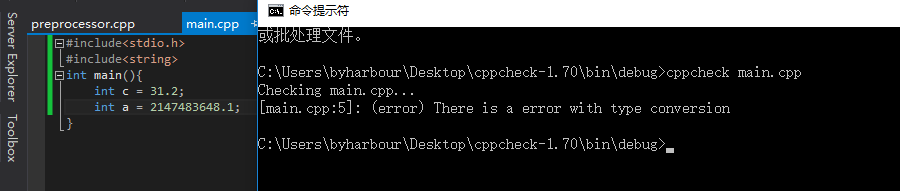 Server Explorer
Toolbox
preprocessor.cpp
main.cpp
#include<stdio.h>
#include<string>
int main(){
int c = 31.2;
int a = 2147483648.1;
}
命令提示符
或批处理文件。
C:\Users\byharbour\Desktop\cppcheck-1.70\bin\debug>cppcheck main.cpp
Checking main.cpp...
[main.cpp:5]: (error) There is a error with type conversion
C:\Users\byharbour\Desktop\cppcheck-1.70\bin\debug>